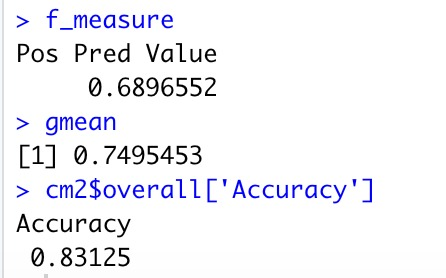 > f_measure
Pos Pred Value
0.6896552
> gmean
[1] 0.7495453
> cm2$overall['Accuracy']
Accuracy
0.83125